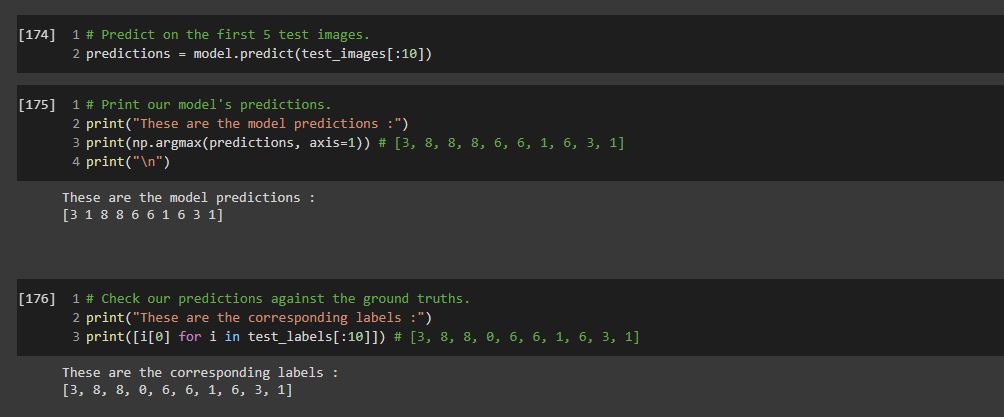 [174] 1 # Predict on the first 5 test images.
2 predictions = model.predict(test_images[:10])
[175] 1 # Print our model's predictions.
2 print("These are the model predictions :")
3 print(np.argmax(predictions, axis=1)) # [3, 8, 8, 8, 6, 6, 1, 6, 3, 1]
4 print("\n")
These are the model predictions :
[3 1 8 8 6 6 1 6 3 1]
[176] 1 # Check our predictions against the ground truths.
2 print("These are the corresponding labels :")
3 print([i[0] for i in test_labels[:10]]) # [3, 8, 8, 0, 6, 6, 1, 6, 3, 1]
These are the corresponding labels :
[3, 8, 8, 0, 6, 6, 1, 6, 3, 1]